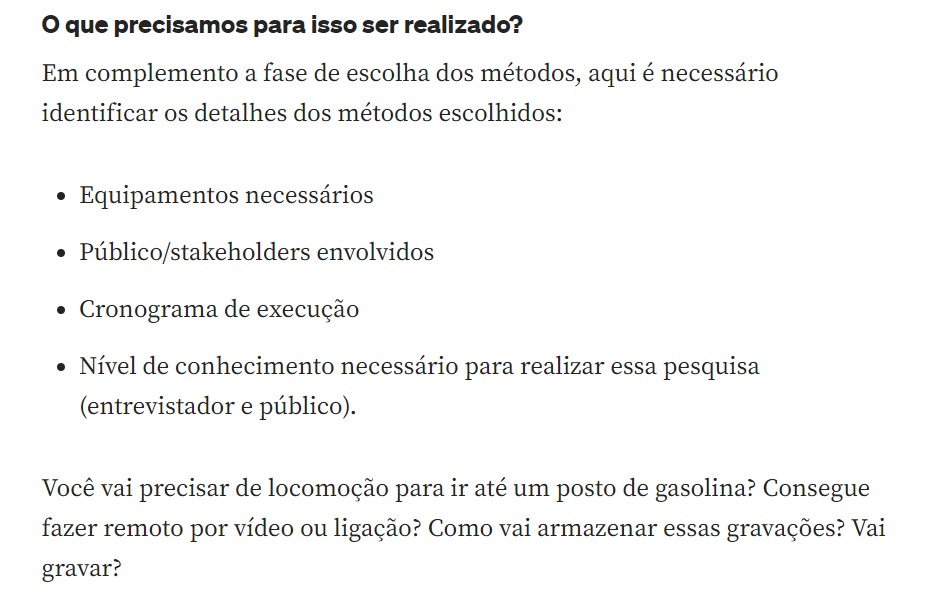 O que precisamos para isso ser realizado?
Em complemento a fase de escolha dos métodos, aqui é necessário
identificar os detalhes dos métodos escolhidos:
• Equipamentos necessários
• Público/stakeholders envolvidos
• Cronograma de execução
• Nível de conhecimento necessário para realizar essa pesquisa
(entrevistador e público).
Você vai precisar de locomoção para ir até um posto de gasolina? Consegue
fazer remoto por vídeo ou ligação? Como vai armazenar essas gravações? Vai
gravar?